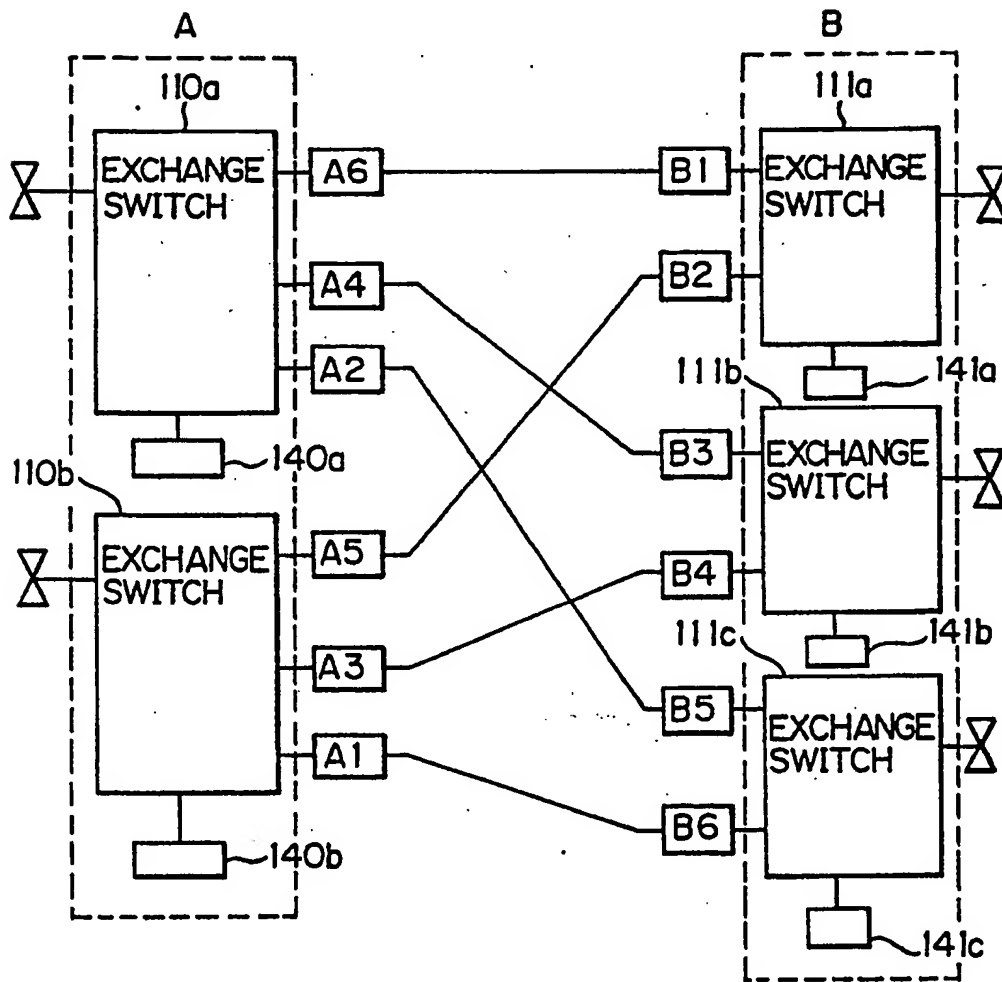 A
B
110a
111a
EXCHANGE
SWITCH
A6
B1
EXCHANGE
SWITCH
A4
B2
A2
111b
141a
140a
110b
B3
EXCHANGE
SWITCH
A5
EXCHANGE
SWITCH
B4
111c
141b
A3
B5
EXCHANGE
SWITCH
A1
B6
140b
141c